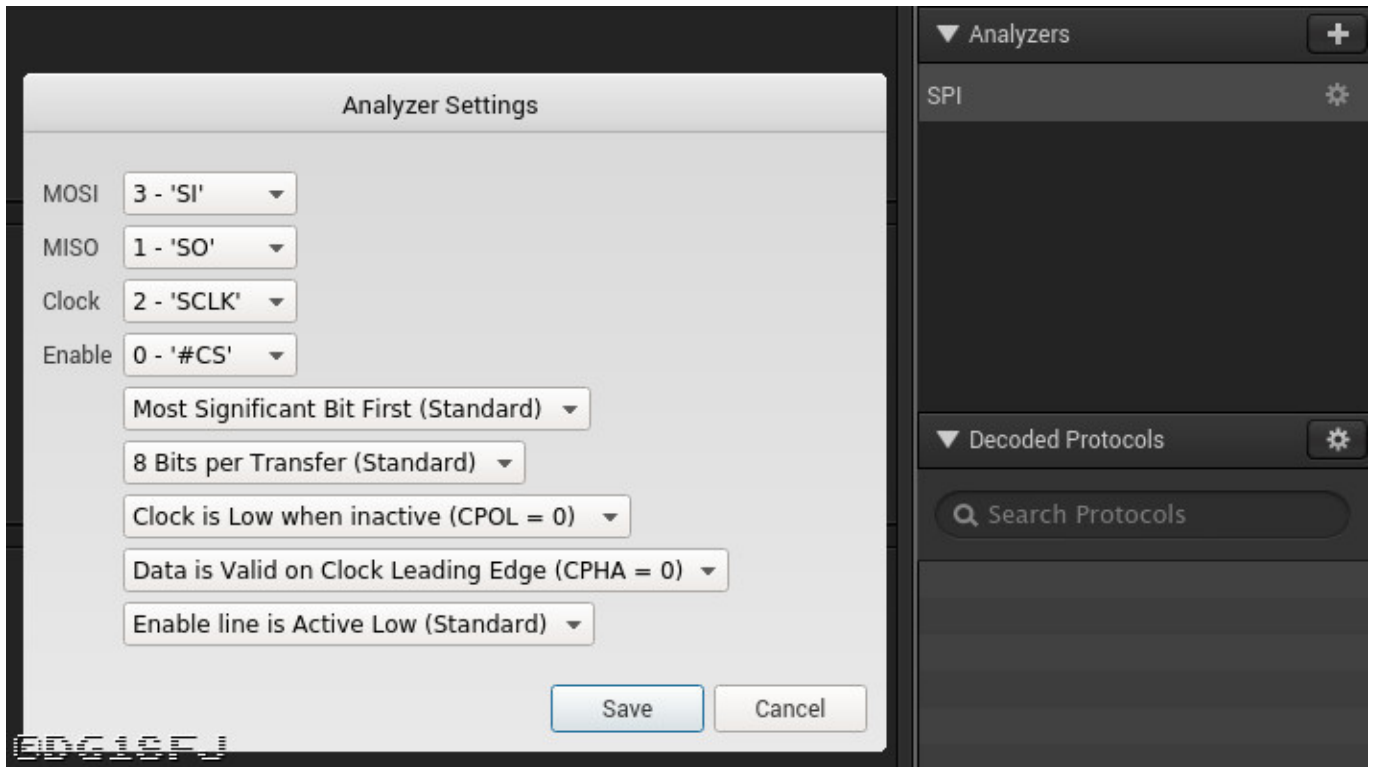 Analyzer Settings
MOSI 3 - 'SI'
MISO 1 - 'SO'
Clock 2 - 'SCLK'
Enable 0 - '#CS'
Most Significant Bit First (Standard)
8 Bits per Transfer (Standard)
Clock is Low when inactive (CPOL = 0)
Data is Valid on Clock Leading Edge (CPHA = 0)
Enable line is Active Low (Standard)
Save Cancel
Analyzers
SPI
Decoded Protocols
Search Protocols